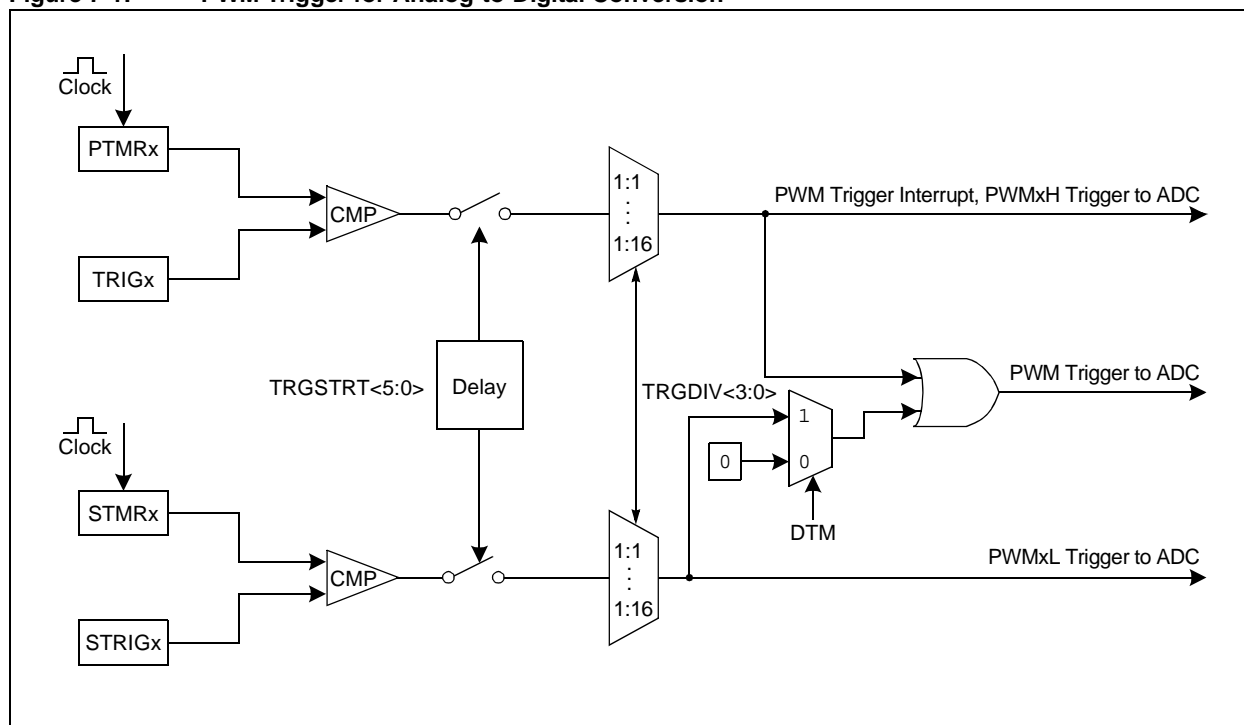 Clock
PTMRx
TRIGx
CMP
1:1
1:16
PWM Trigger Interrupt, PWMxH Trigger to ADC
TRGSTRT<5:0>
Delay
TRGDIV<3:0>
PWM Trigger to ADC
1
0
0
DTM
Clock
STMRx
STRIGx
CMP
1:1
1:16
PWMxL Trigger to ADC